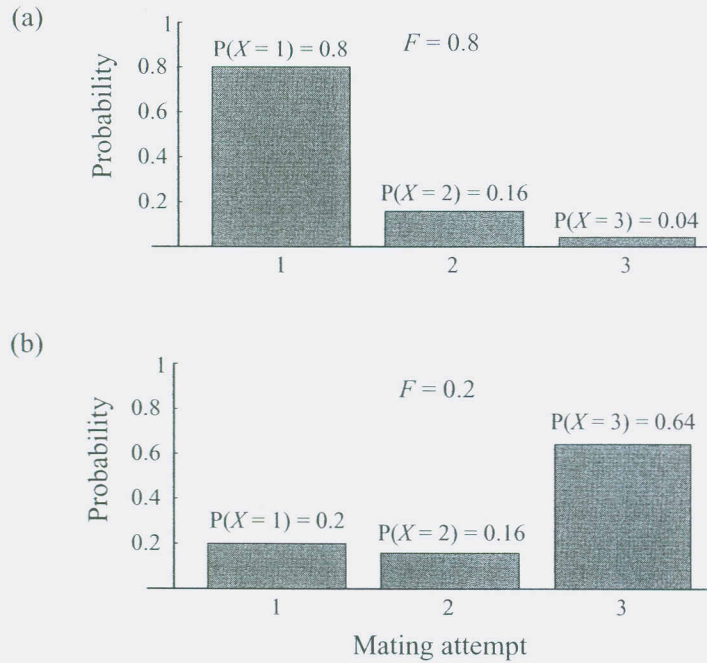 (a)
1
P(X = 1) = 0.8
F = 0.8
0.8
0.6
Probability
0.4
P(X = 2) = 0.16
0.2
P(X = 3) = 0.04
1 2 3
(b)
1
F = 0.2
0.8
P(X = 3) = 0.64
0.6
Probability
0.4
P(X = 1) = 0.2
P(X = 2) = 0.16
0.2
1 2 3
Mating attempt